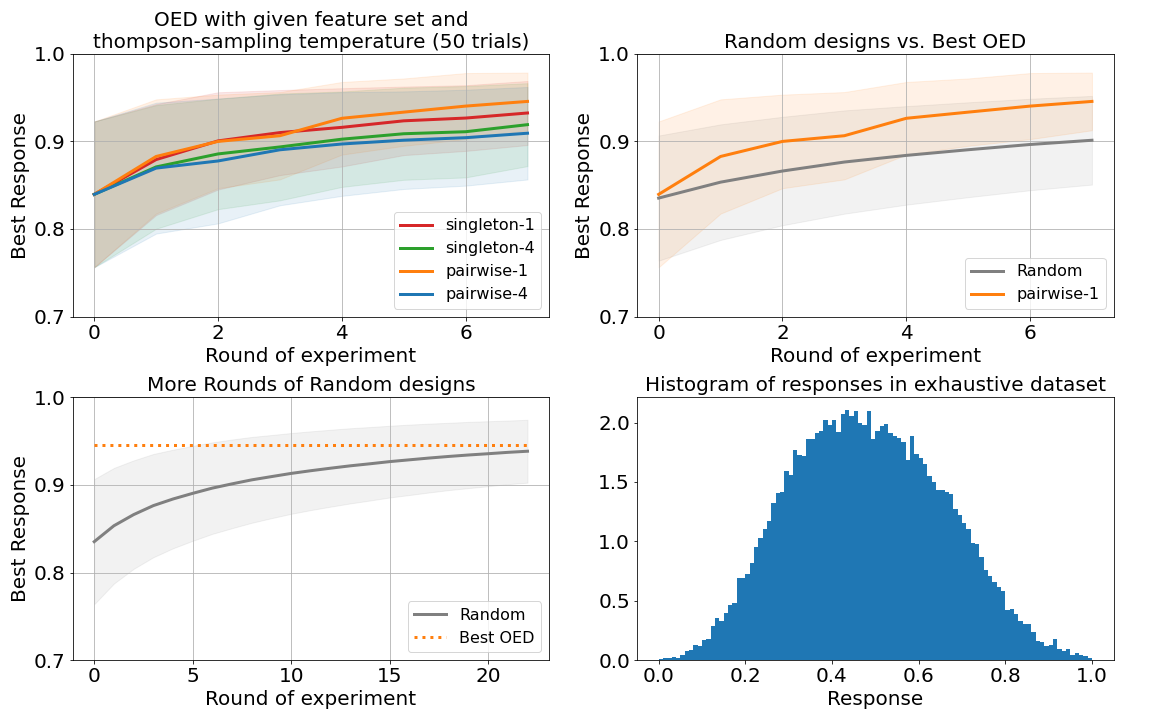 OED with given feature set and
thompson-sampling temperature (50 trials)
1.0
0.9
0.8
0.7
Best Response
0
2
4
6
Round of experiment
singleton-1
singleton-4
pairwise-1
pairwise-4
Random designs vs. Best OED
1.0
0.9
0.8
0.7
Best Response
0
2
4
6
Round of experiment
Random
pairwise-1
More Rounds of Random designs
1.0
0.9
0.8
0.7
Best Response
0
5
10
15
20
Round of experiment
Random
Best OED
Histogram of responses in exhaustive dataset
2.0
1.5
1.0
0.5
0.0
0.0
0.2
0.4
0.6
0.8
1.0
Response